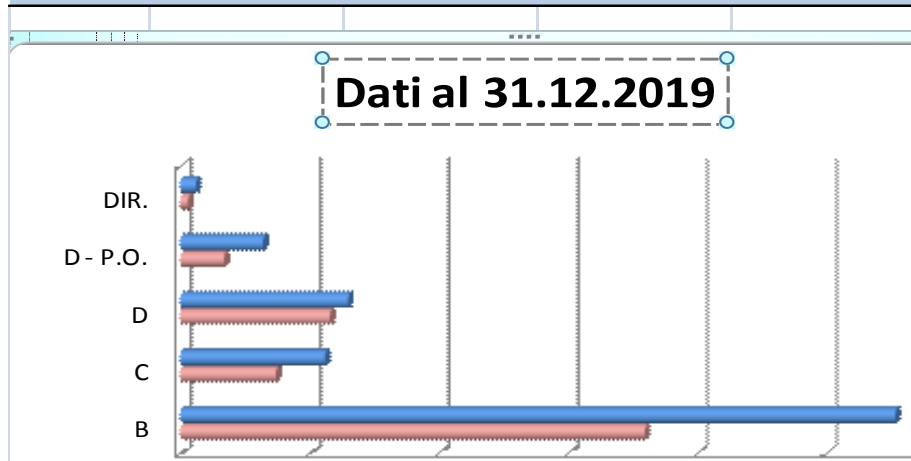 Dati al 31.12.2019
DIR.
D - P.O.
D
C
B